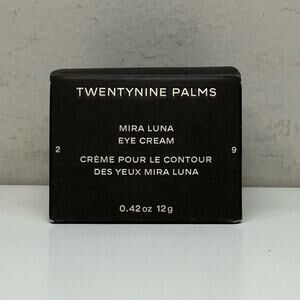 TWENTYNINE PALMS
MIRA LUNA
EYE CREAM
2 9
CRÈME POUR LE CONTOUR
DES YEUX MIRA LUNA
0.42 oz 12g